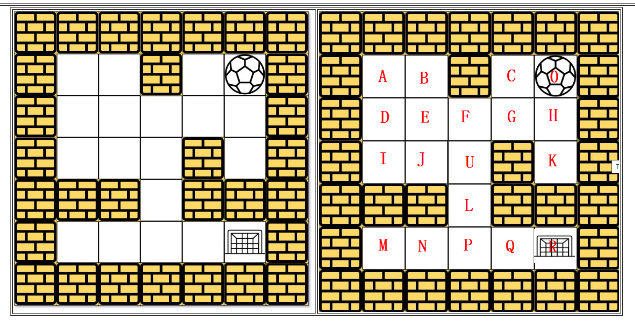 A B C O
D E F G H
I J U K
L
M N P Q R